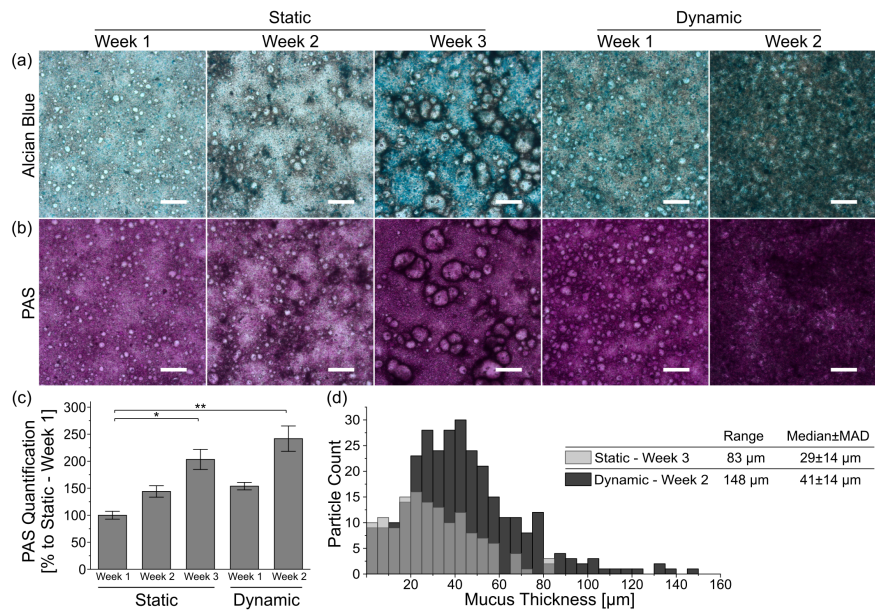 Static Dynamic
Week 1 Week 2 Week 3 Week 1 Week 2
(a)
Alcian Blue
(b)
PAS
(c)
PAS Quantification
[% to Static - Week 1]
300
250
200
150
100
50
0
*
**
Week 1 Week 2 Week 3 Week 1 Week 2
Static Dynamic
(d)
Particle Count
30
25
20
15
10
5
0
20 40 60 80 100 120 140 160
Mucus Thickness [µm]
Range Median±MAD
Static - Week 3 83 µm 29±14 µm
Dynamic - Week 2 148 µm 41±14 µm